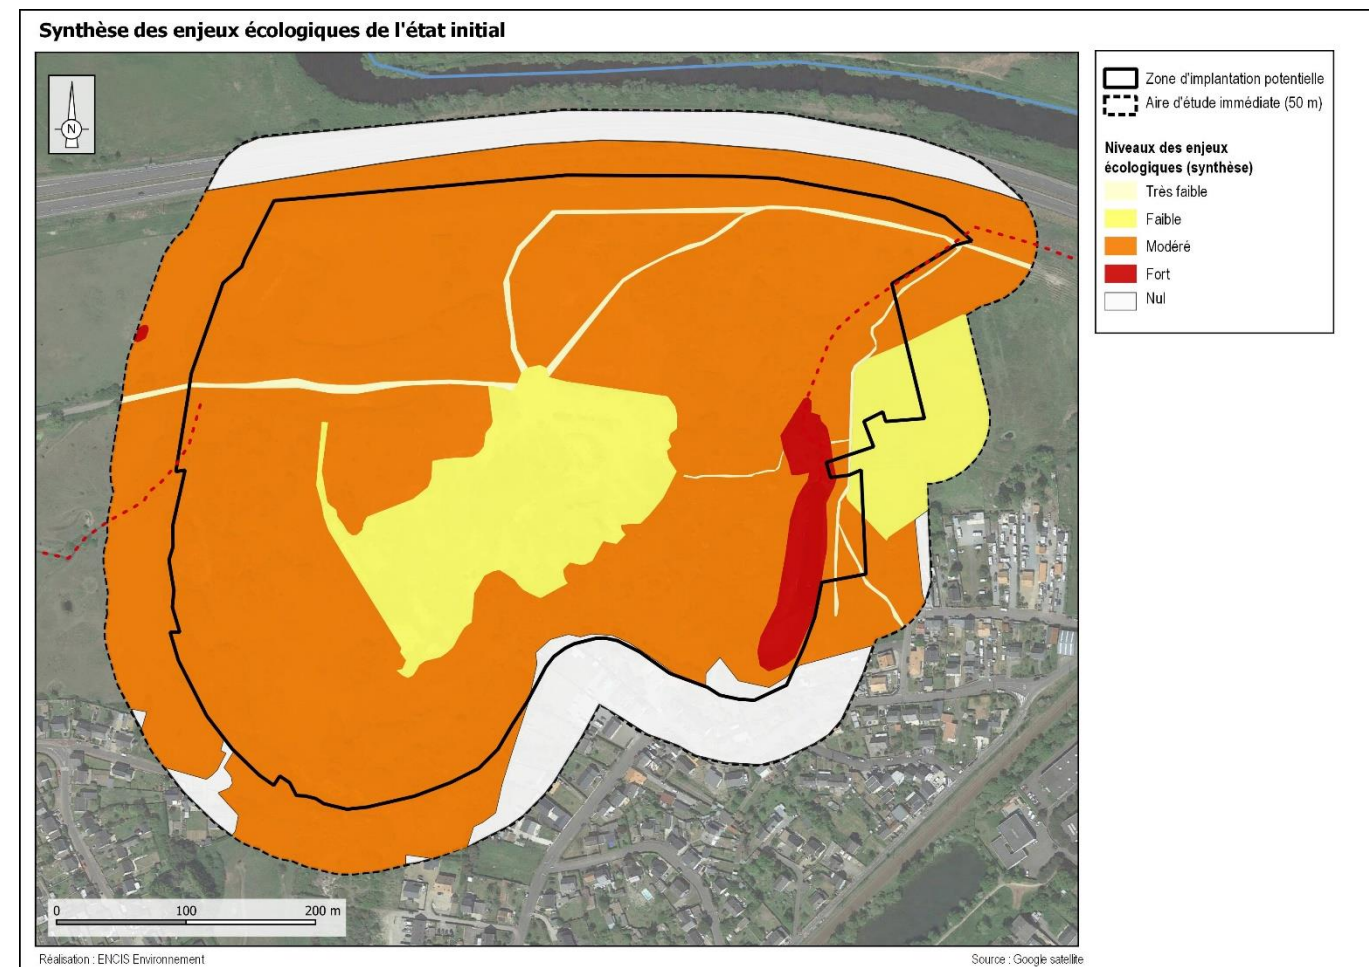 Synthèse des enjeux écologiques de l'état initial
N
Zone d'implantation potentielle
Aire d'étude immédiate (50 m)
Niveaux des enjeux
écologiques (synthèse)
Très faible
Faible
Modéré
Fort
Nul
0 100 200 m
Réalisation : ENCIS Environnement
Source : Google satellite